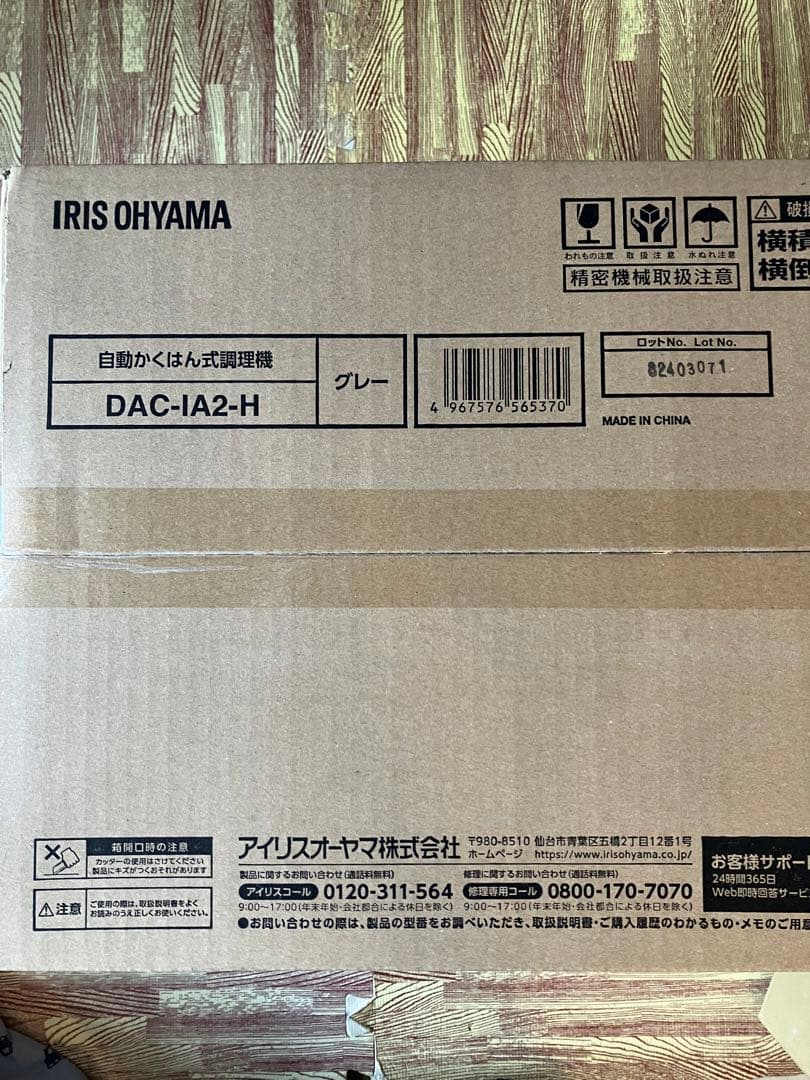 IRIS OHYAMA
われもの注意 取扱注意 水ぬれ注意
精密機械取扱注意
破損
横積
横倒
自動かくはん式調理機
DAC-IA2-H
グレー
4 967576 565370
ロットNo. Lot No.
82403071
MADE IN CHINA
箱開口時の注意
カッターの使用はさけてください
製品にキズがつくおそれがあります
注意
ご使用の際は、取扱説明書をよく
お読みのうえ正しくお使いください。
アイリスオーヤマ株式会社
〒980-8510 仙台市青葉区五橋2丁目12番1号
ホームページ https://www.irisohyama.co.jp/
製品に関するお問い合わせ(通話料無料)
アイリスコール 0120-311-564
9:00~17:00(年末年始・会社都合による休日を除く)
修理に関するお問い合わせ(通話料無料)
修理専用コール 0800-170-7070
9:00~17:00(年末年始・会社都合による休日を除く)
●お問い合わせの際は、製品の型番をお調べいただき、取扱説明書・ご購入履歴のわかるもの・メモのご用意
お客様サポー
24時間365日
Web即時回答サービ